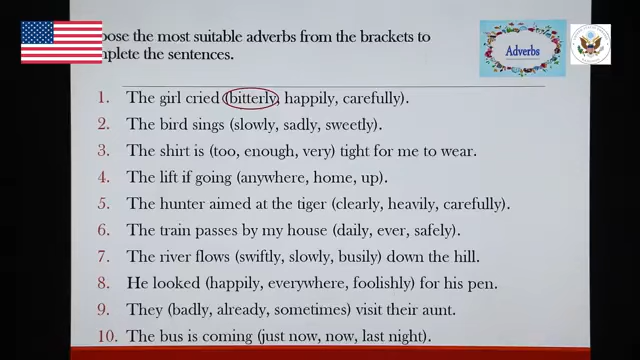 oose the most suitable adverbs from the brackets to
nplete the sentences.
Adverbs
1. The girl cried (bitterly, happily, carefully).
2. The bird sings (slowly, sadly, sweetly).
3. The shirt is (too, enough, very) tight for me to wear.
4. The lift if going (anywhere, home, up).
5. The hunter aimed at the tiger (clearly, heavily, carefully).
6. The train passes by my house (daily, ever, safely).
7. The river flows (swiftly, slowly, busily) down the hill.
8. He looked (happily, everywhere, foolishly) for his pen.
9. They (badly, already, sometimes) visit their aunt.
10. The bus is coming (just now, now, last night).